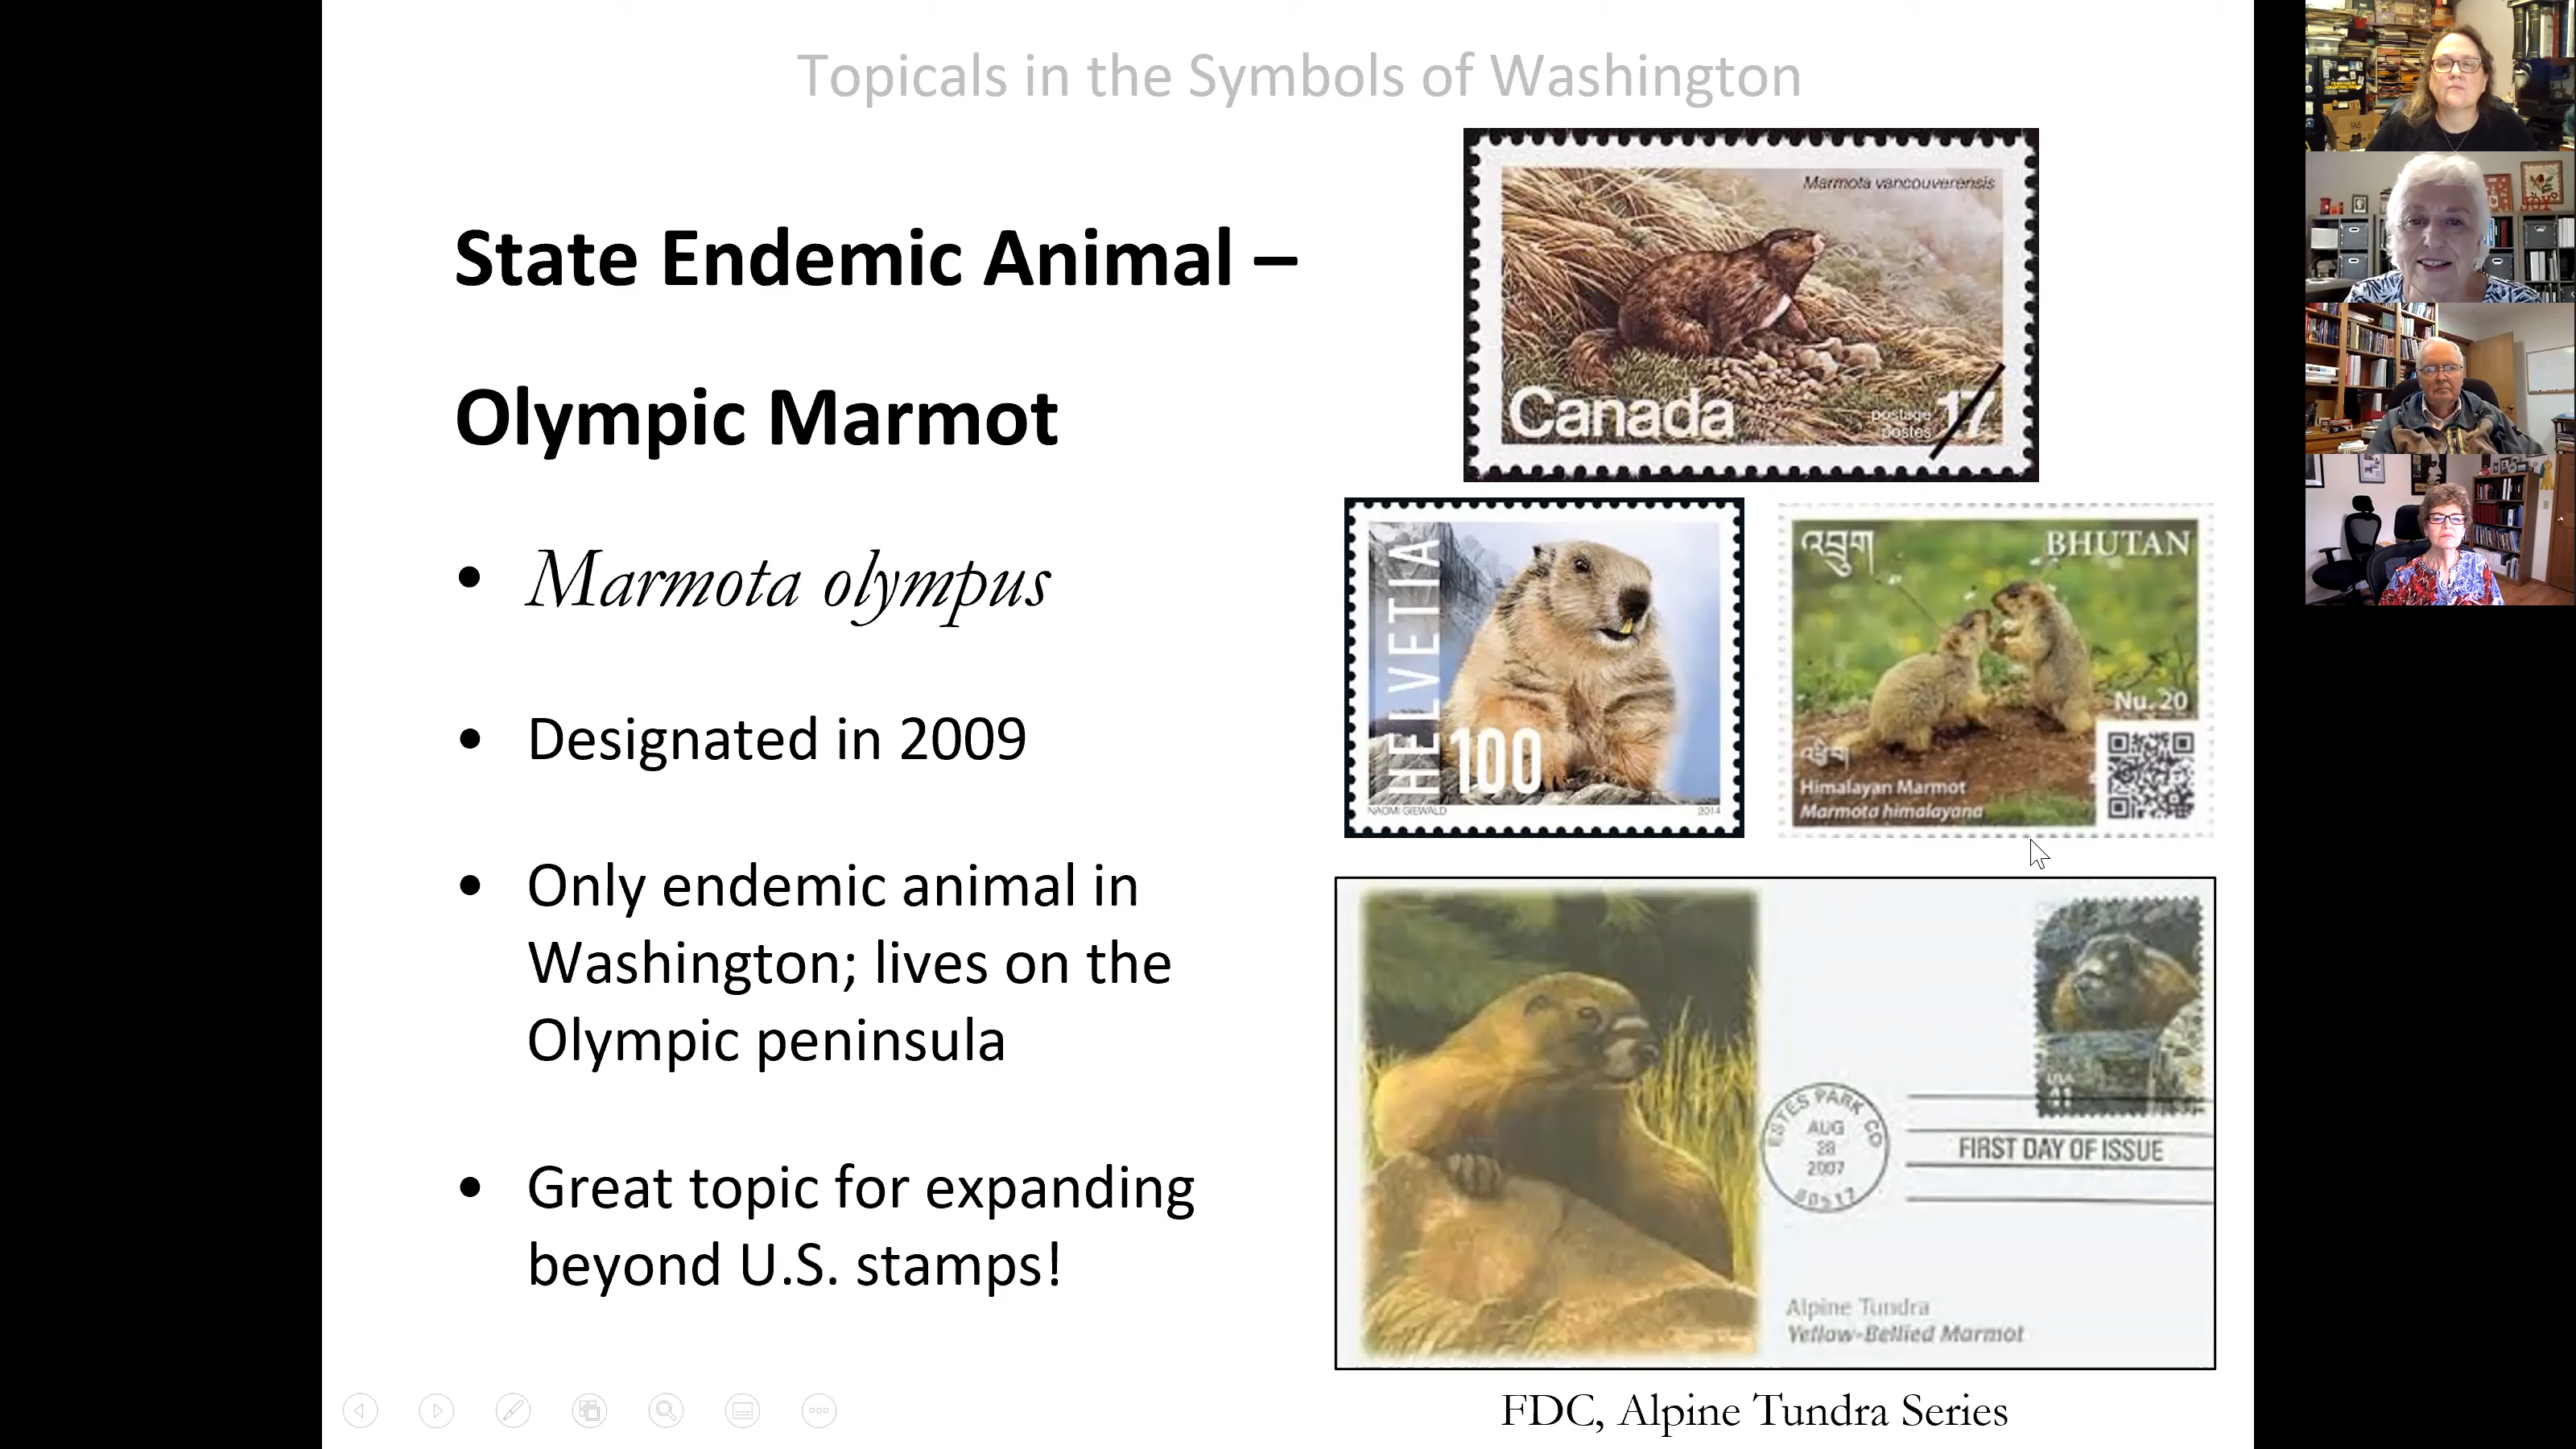 Topicals in the Symbols of Washington
State Endemic Animal –
Olympic Marmot
• Marmota olympus
• Designated in 2009
• Only endemic animal in
Washington; lives on the
Olympic peninsula
• Great topic for expanding
beyond U.S. stamps!
Marmota vancouverensis
Canada
postage
postes
17
HELVETIA
100
NAOMI GIEWALD
2014
འབྲུག
BHUTAN
Nu. 20
Himalayan Marmot
Marmota himalayana
USA
41
ESTES PARK CO
AUG
28
2007
80517
FIRST DAY OF ISSUE
Alpine Tundra
Yellow-Bellied Marmot
FDC, Alpine Tundra Series